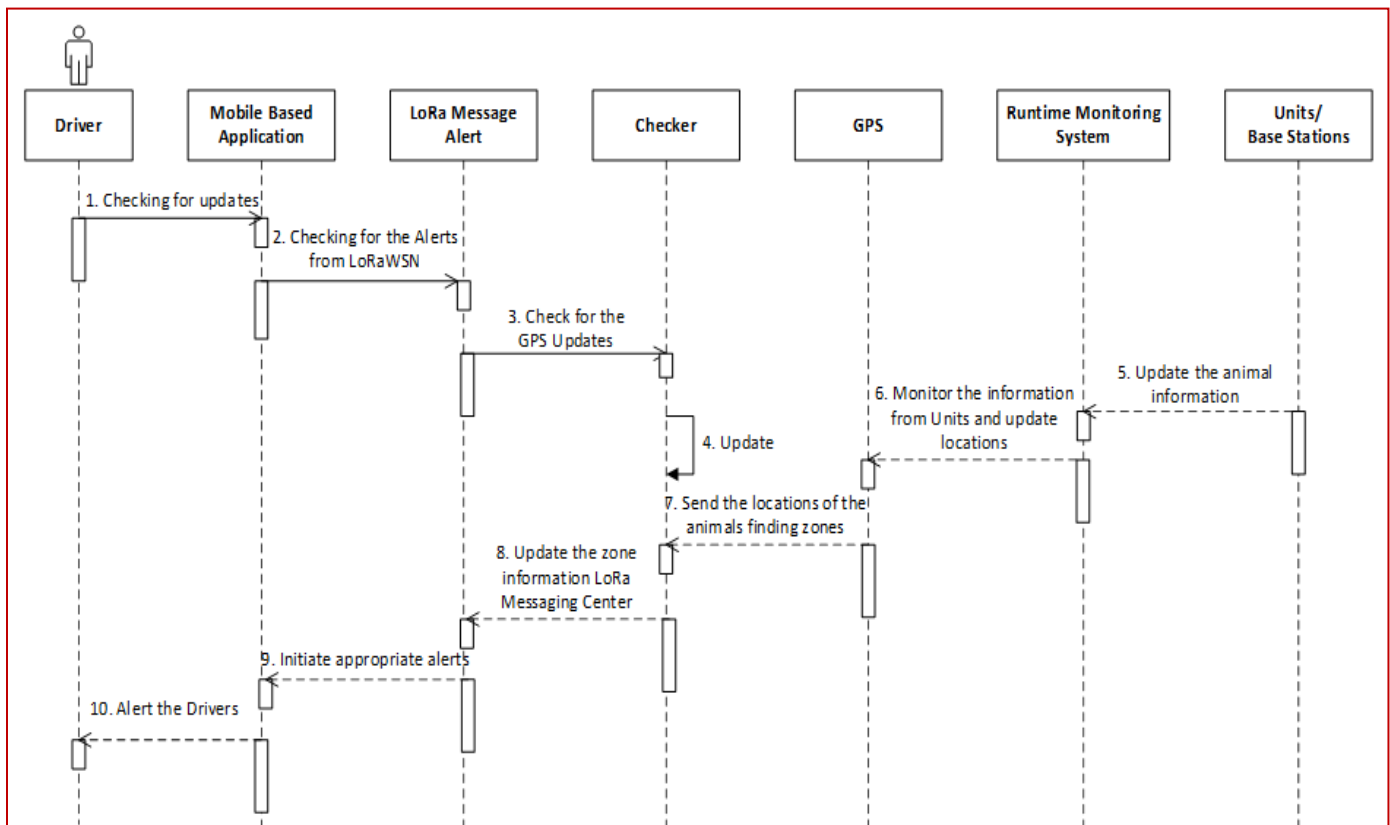 Driver
Mobile Based
Application
LoRa Message
Alert
Checker
GPS
Runtime Monitoring
System
Units/
Base Stations
1. Checking for updates
2. Checking for the Alerts
from LoRaWSN
3. Check for the
GPS Updates
4. Update
5. Update the animal
information
6. Monitor the information
from Units and update
locations
7. Send the locations of the
animals finding zones
8. Update the zone
information LoRa
Messaging Center
9. Initiate appropriate alerts
10. Alert the Drivers